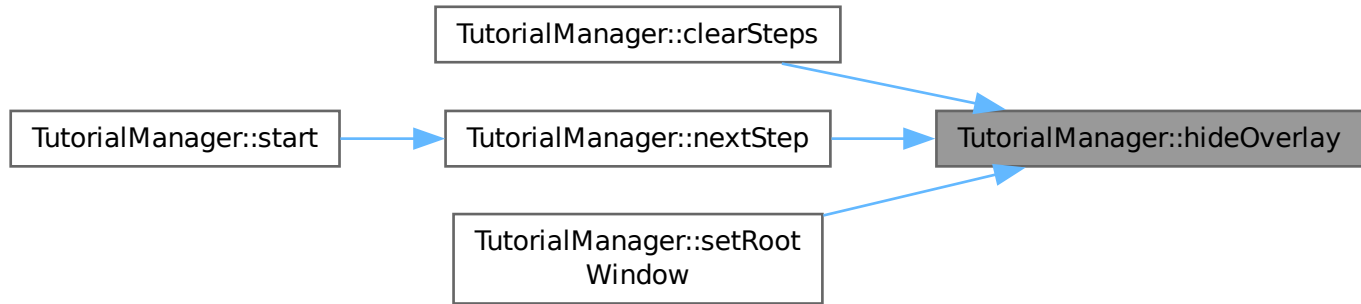 TutorialManager::clearSteps
TutorialManager::start
TutorialManager::nextStep
TutorialManager::hideOverlay
TutorialManager::setRoot
Window